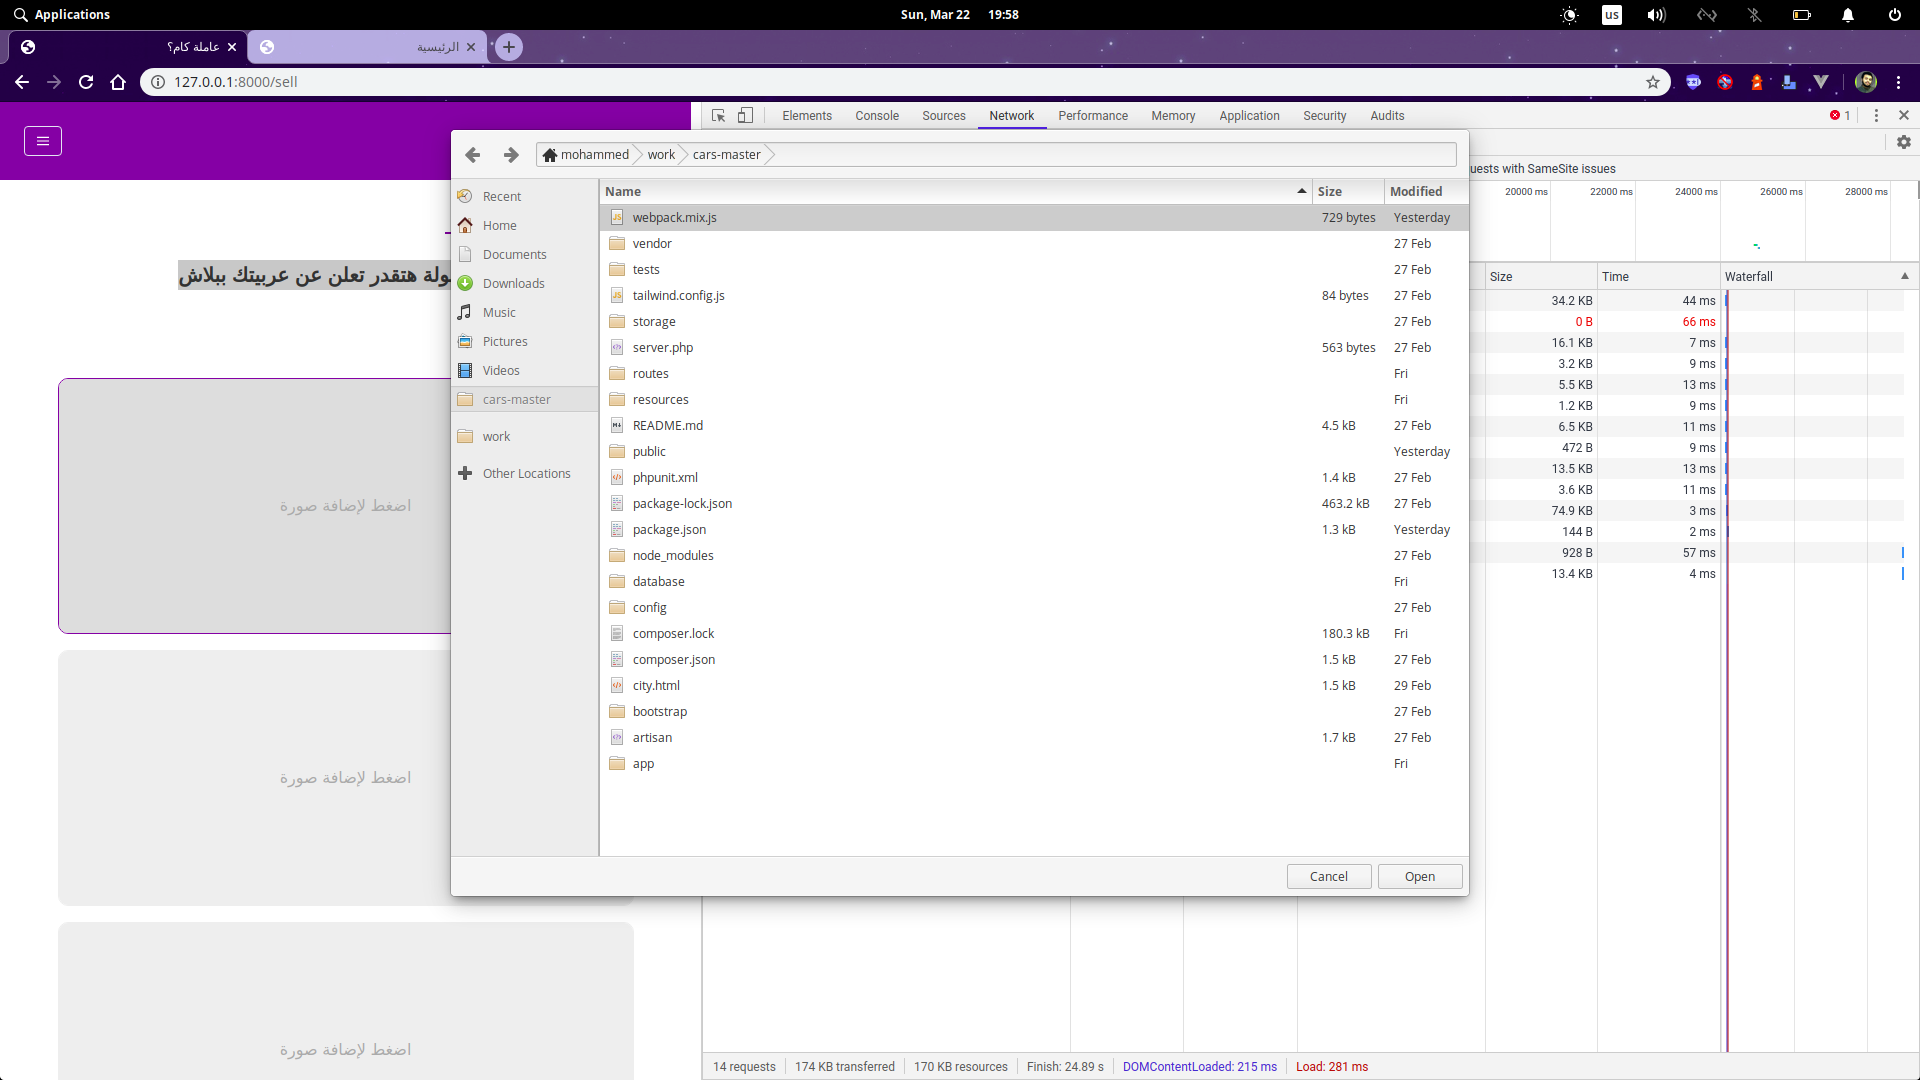 Applications
Sun, Mar 22 19:58
us
عاملة كام؟
الرئيسية
127.0.0.1:8000/sell
Elements Console Sources Network Performance Memory Application Security Audits
1
mohammed work cars-master
uests with SameSite issues
20000 ms 22000 ms 24000 ms 26000 ms 28000 ms
Recent
Home
Documents
Downloads
Music
Pictures
Videos
cars-master
work
Other Locations
Name Size Modified
webpack.mix.js 729 bytes Yesterday
vendor 27 Feb
tests 27 Feb
tailwind.config.js 84 bytes 27 Feb
storage 27 Feb
server.php 563 bytes 27 Feb
routes Fri
resources Fri
README.md 4.5 kB 27 Feb
public Yesterday
phpunit.xml 1.4 kB 27 Feb
package-lock.json 463.2 kB 27 Feb
package.json 1.3 kB Yesterday
node_modules 27 Feb
database Fri
config 27 Feb
composer.lock 180.3 kB Fri
composer.json 1.5 kB 27 Feb
city.html 1.5 kB 29 Feb
bootstrap 27 Feb
artisan 1.7 kB 27 Feb
app Fri
Cancel Open
ولة هتقدر تعلن عن عربيتك ببلاش
اضغط لإضافة صورة
اضغط لإضافة صورة
اضغط لإضافة صورة
Size Time Waterfall
34.2 KB 44 ms
0 B 66 ms
16.1 KB 7 ms
3.2 KB 9 ms
5.5 KB 13 ms
1.2 KB 9 ms
6.5 KB 11 ms
472 B 9 ms
13.5 KB 13 ms
3.6 KB 11 ms
74.9 KB 3 ms
144 B 2 ms
928 B 57 ms
13.4 KB 4 ms
14 requests 174 KB transferred 170 KB resources Finish: 24.89 s DOMContentLoaded: 215 ms Load: 281 ms